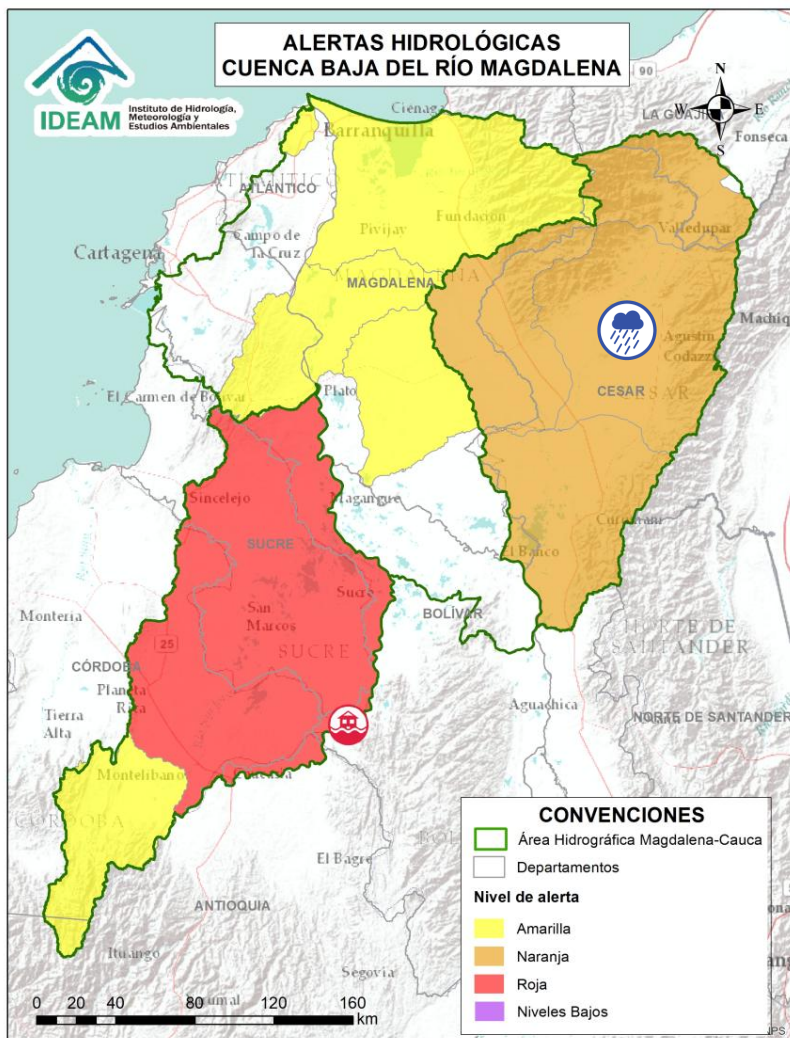 ALERTAS HIDROLÓGICAS
CUENCA BAJA DEL RÍO MAGDALENA
IDEAM
Instituto de Hidrología,
Meteorología y
Estudios Ambientales
N
W
E
S
90
LA GUAJIRA
Fonseca
Ciénaga
Barranquilla
ATLÁNTICO
Valledupar
Fundación
Pivijay
Campo de
La Cruz
Cartagena
MAGDALENA
MAGDALENA
Machiq
Agustín
Codazzi
CESAR
El Carmen de Bolívar
Plato
Sincelejo
Magangue
SUCRE
Curumaní
El Banco
Sucre
San
Marcos
BOLÍVAR
Montería
25
SUCRE
NORTE DE
SANTANDER
CÓRDOBA
Planeta
Rica
Tierra
Alta
Aguachica
NORTE DE SANTANDER
Montelíbano
Caucasia
CÓRDOBA
El Bagre
ANTIOQUIA
Ituango
Segovia
0 20 40 80 120 160
km
CONVENCIONES
Área Hidrográfica Magdalena-Cauca
Departamentos
Nivel de alerta
Amarilla
Naranja
Roja
Niveles Bajos